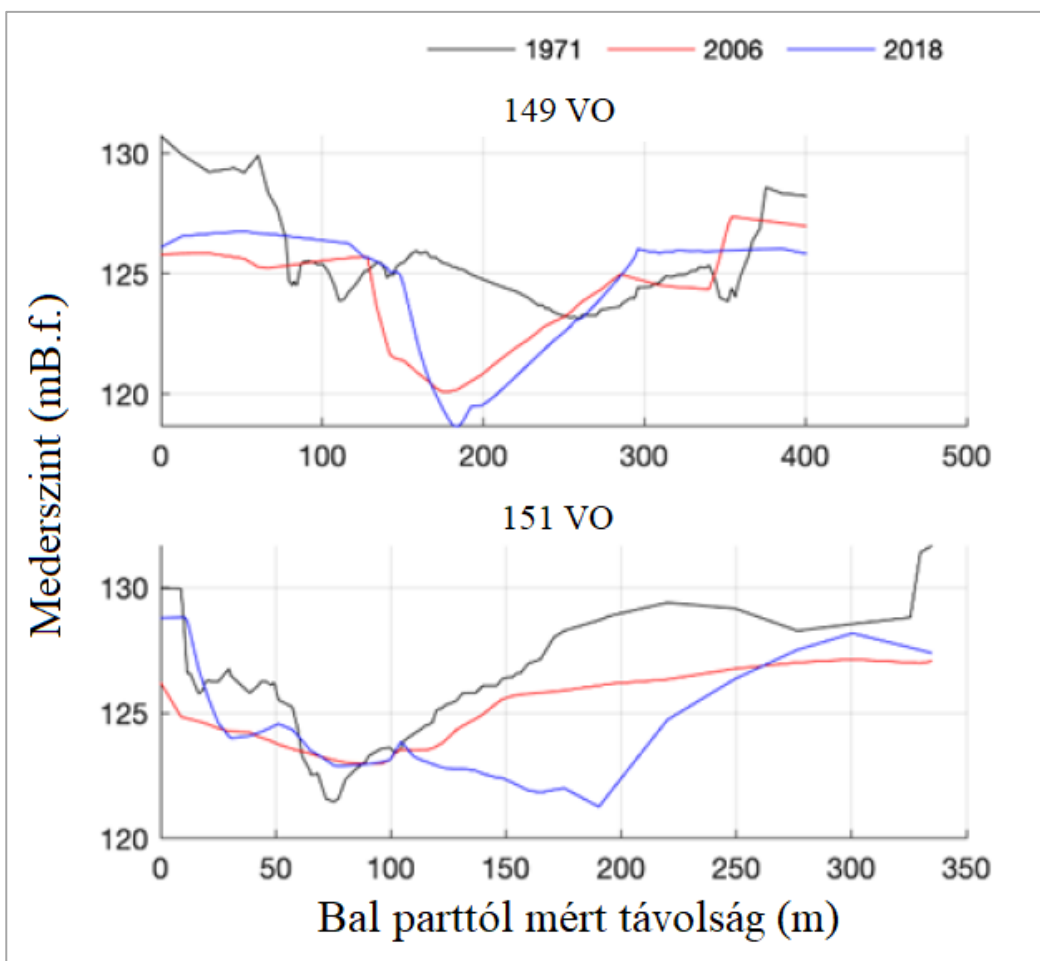 1971 2006 2018
149 VO
130
125
120
0 100 200 300 400 500
151 VO
130
125
120
0 50 100 150 200 250 300 350
Mederszint (mB.f.)
Bal parttól mért távolság (m)